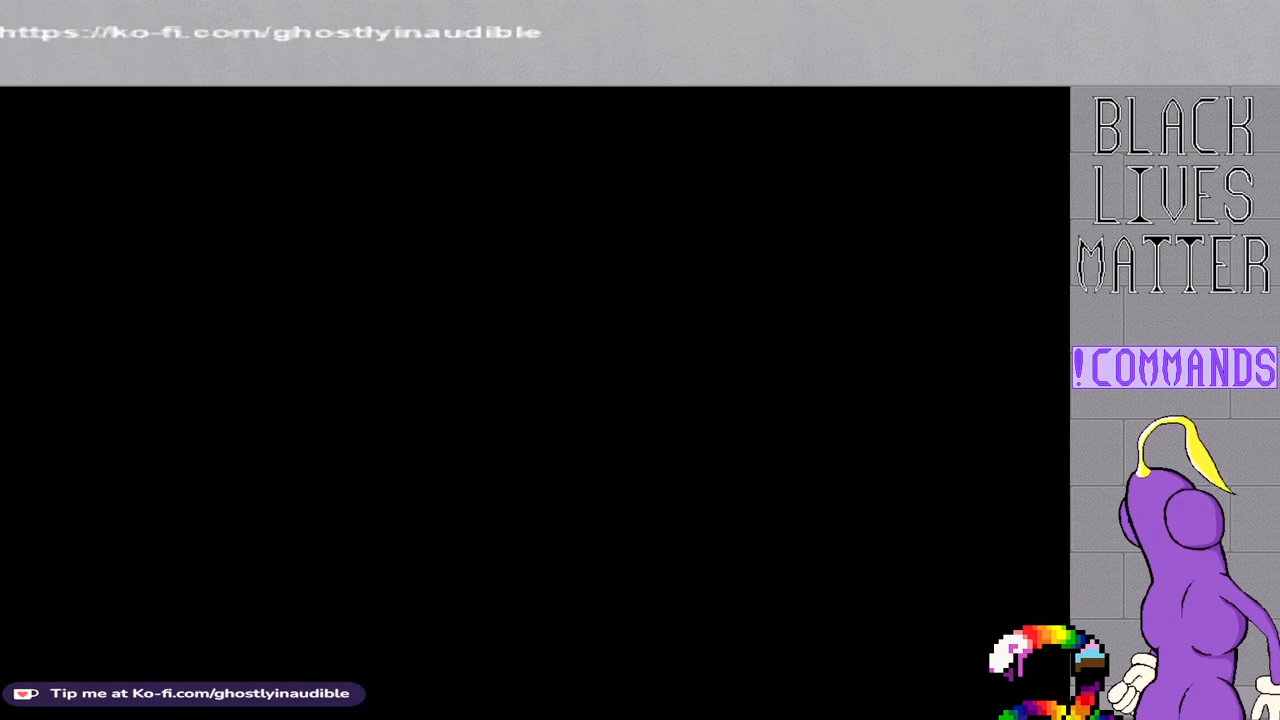 https://ko-fi.com/ghostlyinaudible
BLACK
LIVES
MATTER
!COMMANDS
Tip me at Ko-fi.com/ghostlyinaudible